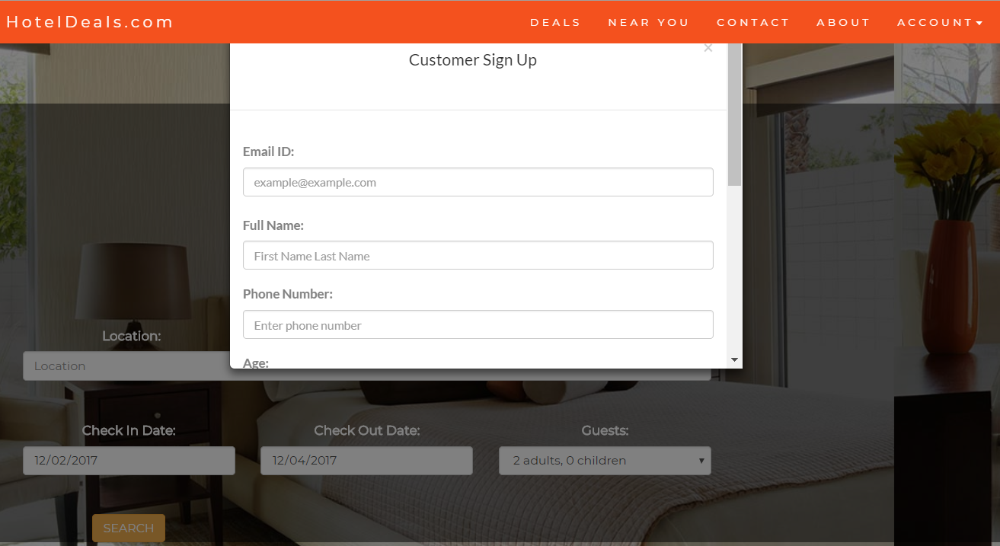 HotelDeals.com
DEALS NEAR YOU CONTACT ABOUT ACCOUNT
×
Customer Sign Up
Email ID:
example@example.com
Full Name:
First Name Last Name
Phone Number:
Enter phone number
Age:
Location:
Location
Check In Date: Check Out Date: Guests:
12/02/2017 12/04/2017 2 adults, 0 children
SEARCH